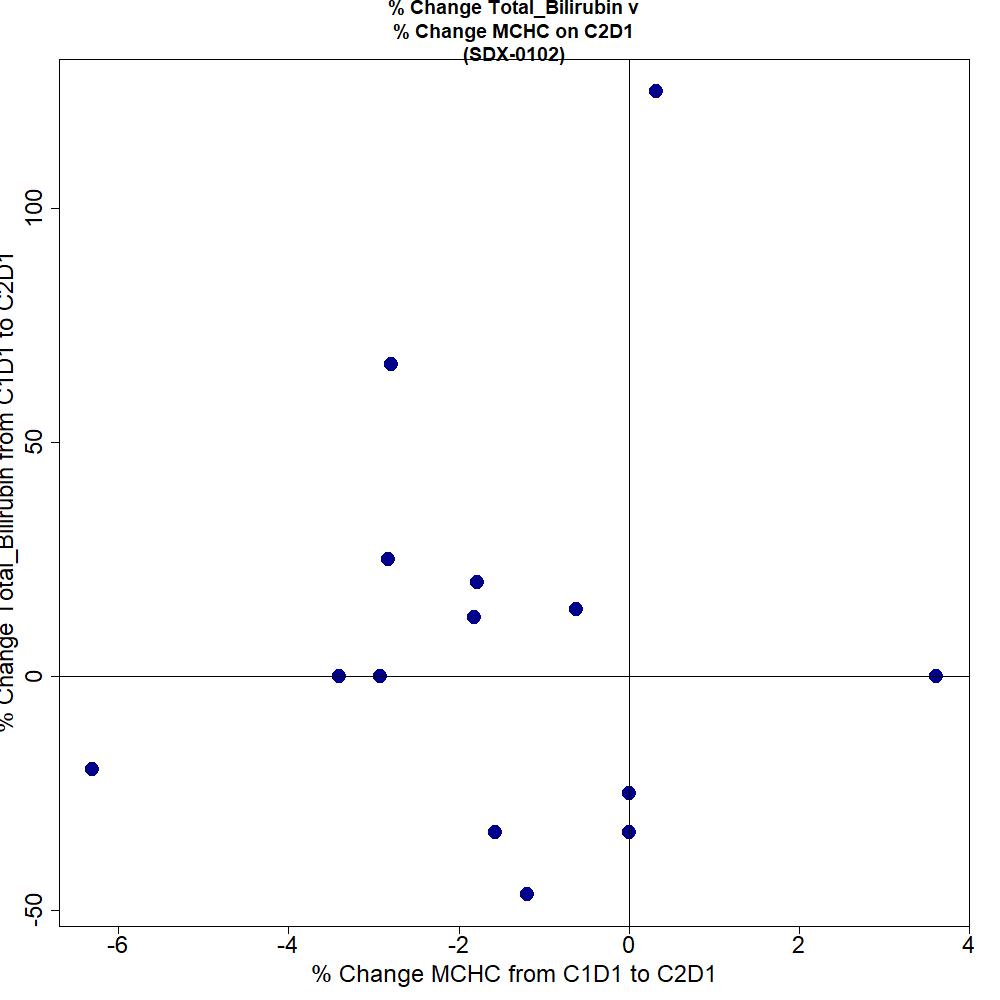 % Change Total_Bilirubin v
% Change MCHC on C2D1
(SDX-0102)
% Change Total_Bilirubin from C1D1 to C2D1
100
50
0
-50
-6
-4
-2
0
2
4
% Change MCHC from C1D1 to C2D1